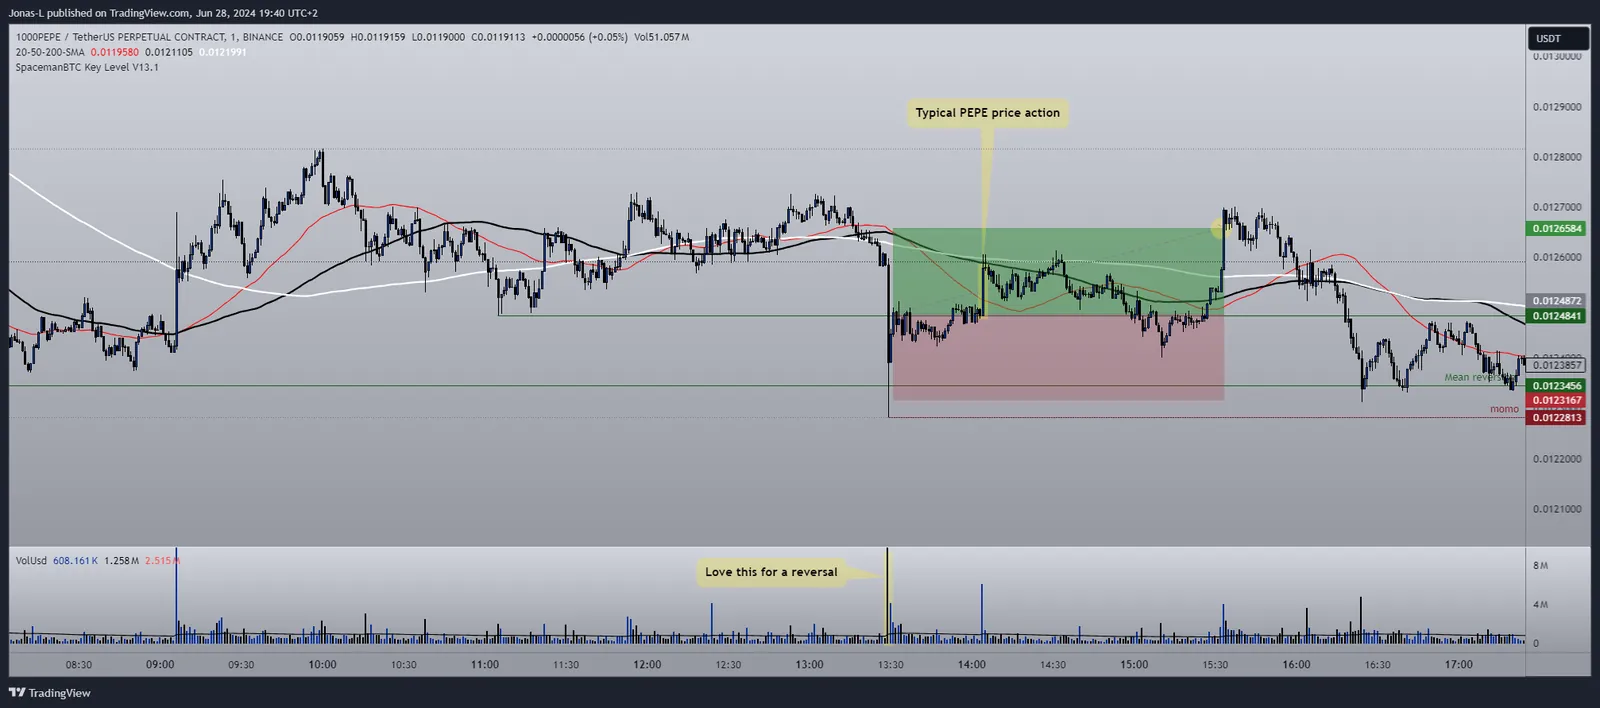 Jonas-L published on TradingView.com, Jun 28, 2024 19:40 UTC+2
1000PEPE / TetherUS PERPETUAL CONTRACT, 1, BINANCE O0.0119059 H0.0119159 L0.0119000 C0.0119113 +0.0000056 (+0.05%) Vol51.057M
20-50-200-SMA 0.0119580 0.0121105 0.0121991
SpacemanBTC Key Level V13.1
USDT
0.0130000
0.0129000
Typical PEPE price action
0.0128000
0.0127000
0.0126584
0.0126000
0.0124872
0.0124841
0.0123857
Mean
0.0123456
0.0123167
momo
0.0122813
0.0122000
0.0121000
VolUsd 608.161K 1.258M 2.515M
Love this for a reversal
8M
4M
0
08:30 09:00 09:30 10:00 10:30 11:00 11:30 12:00 12:30 13:00 13:30 14:00 14:30 15:00 15:30 16:00 16:30 17:00
TradingView